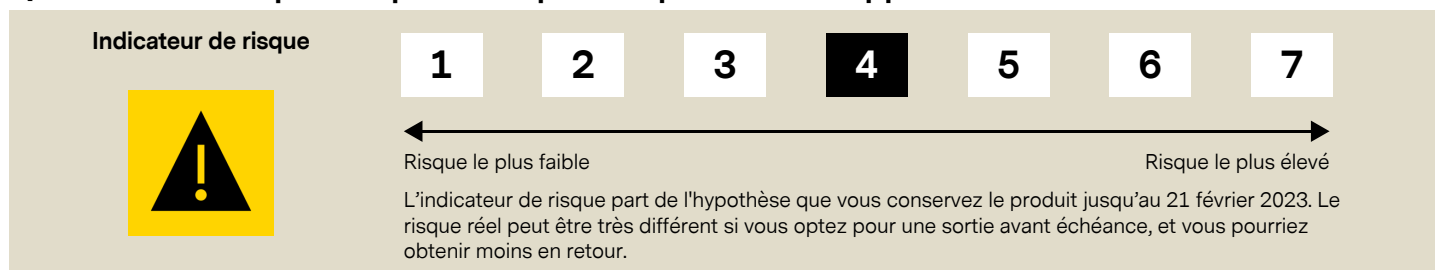 Indicateur de risque
1 2 3 4 5 6 7
Risque le plus faible Risque le plus élevé
L’indicateur de risque part de l'hypothèse que vous conservez le produit jusqu’au 21 février 2023. Le
risque réel peut être très différent si vous optez pour une sortie avant échéance, et vous pourriez
obtenir moins en retour.